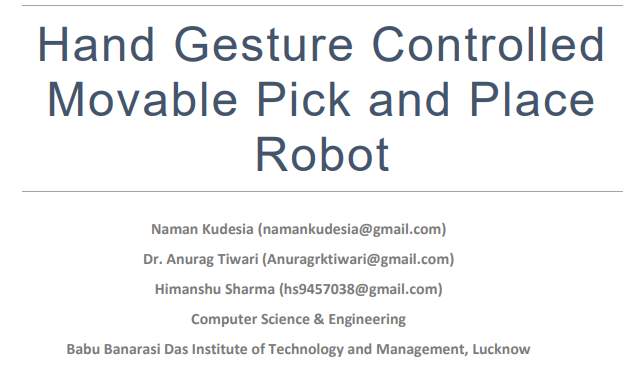 Hand Gesture Controlled
Movable Pick and Place
Robot
Naman Kudesia (namankudesia@gmail.com)
Dr. Anurag Tiwari (Anuragrktiwari@gmail.com)
Himanshu Sharma (hs9457038@gmail.com)
Computer Science & Engineering
Babu Banarasi Das Institute of Technology and Management, Lucknow